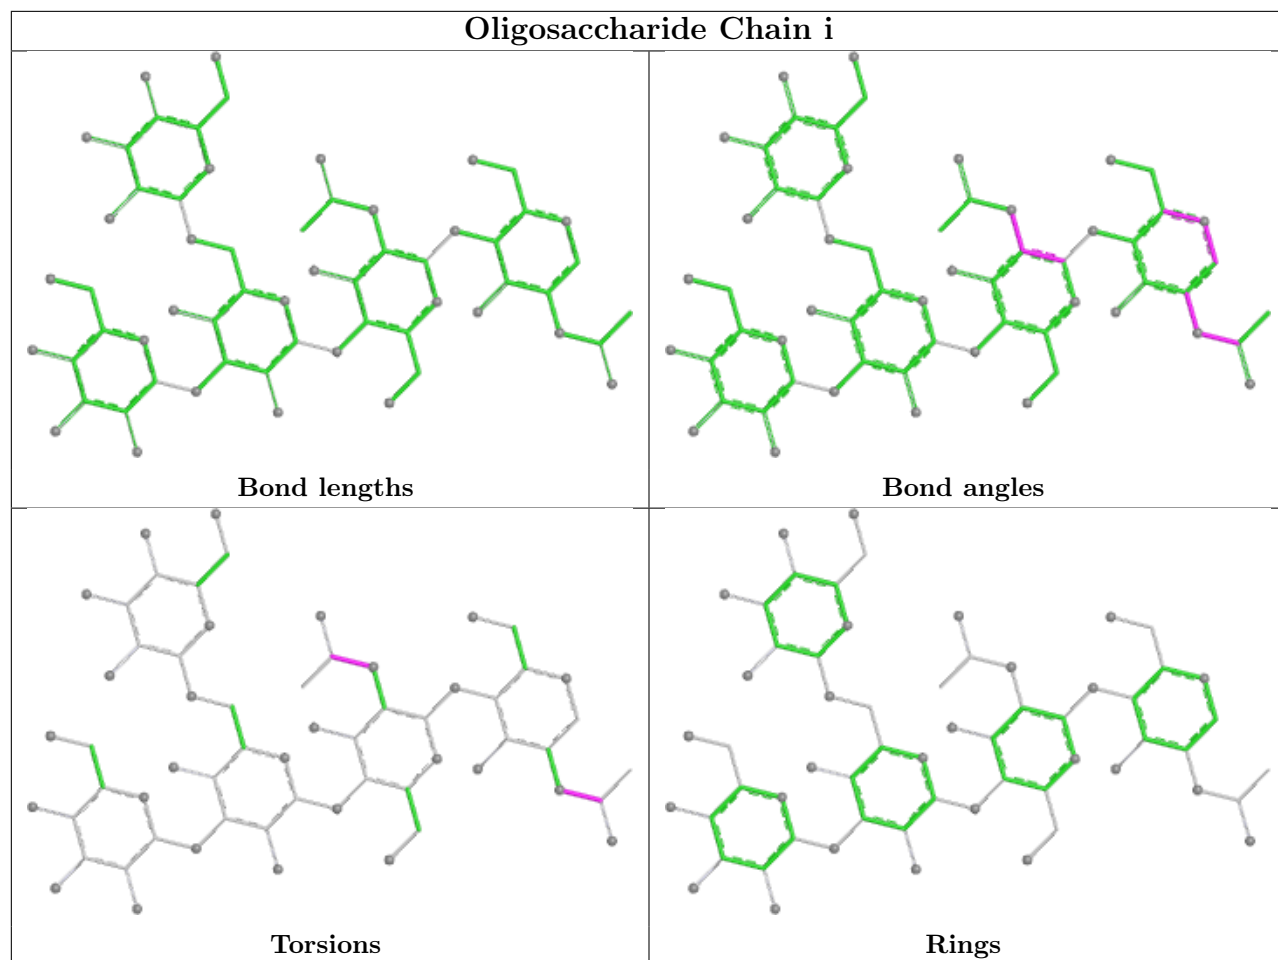 Oligosaccharide Chain i
Bond lengths
Bond angles
Torsions
Rings